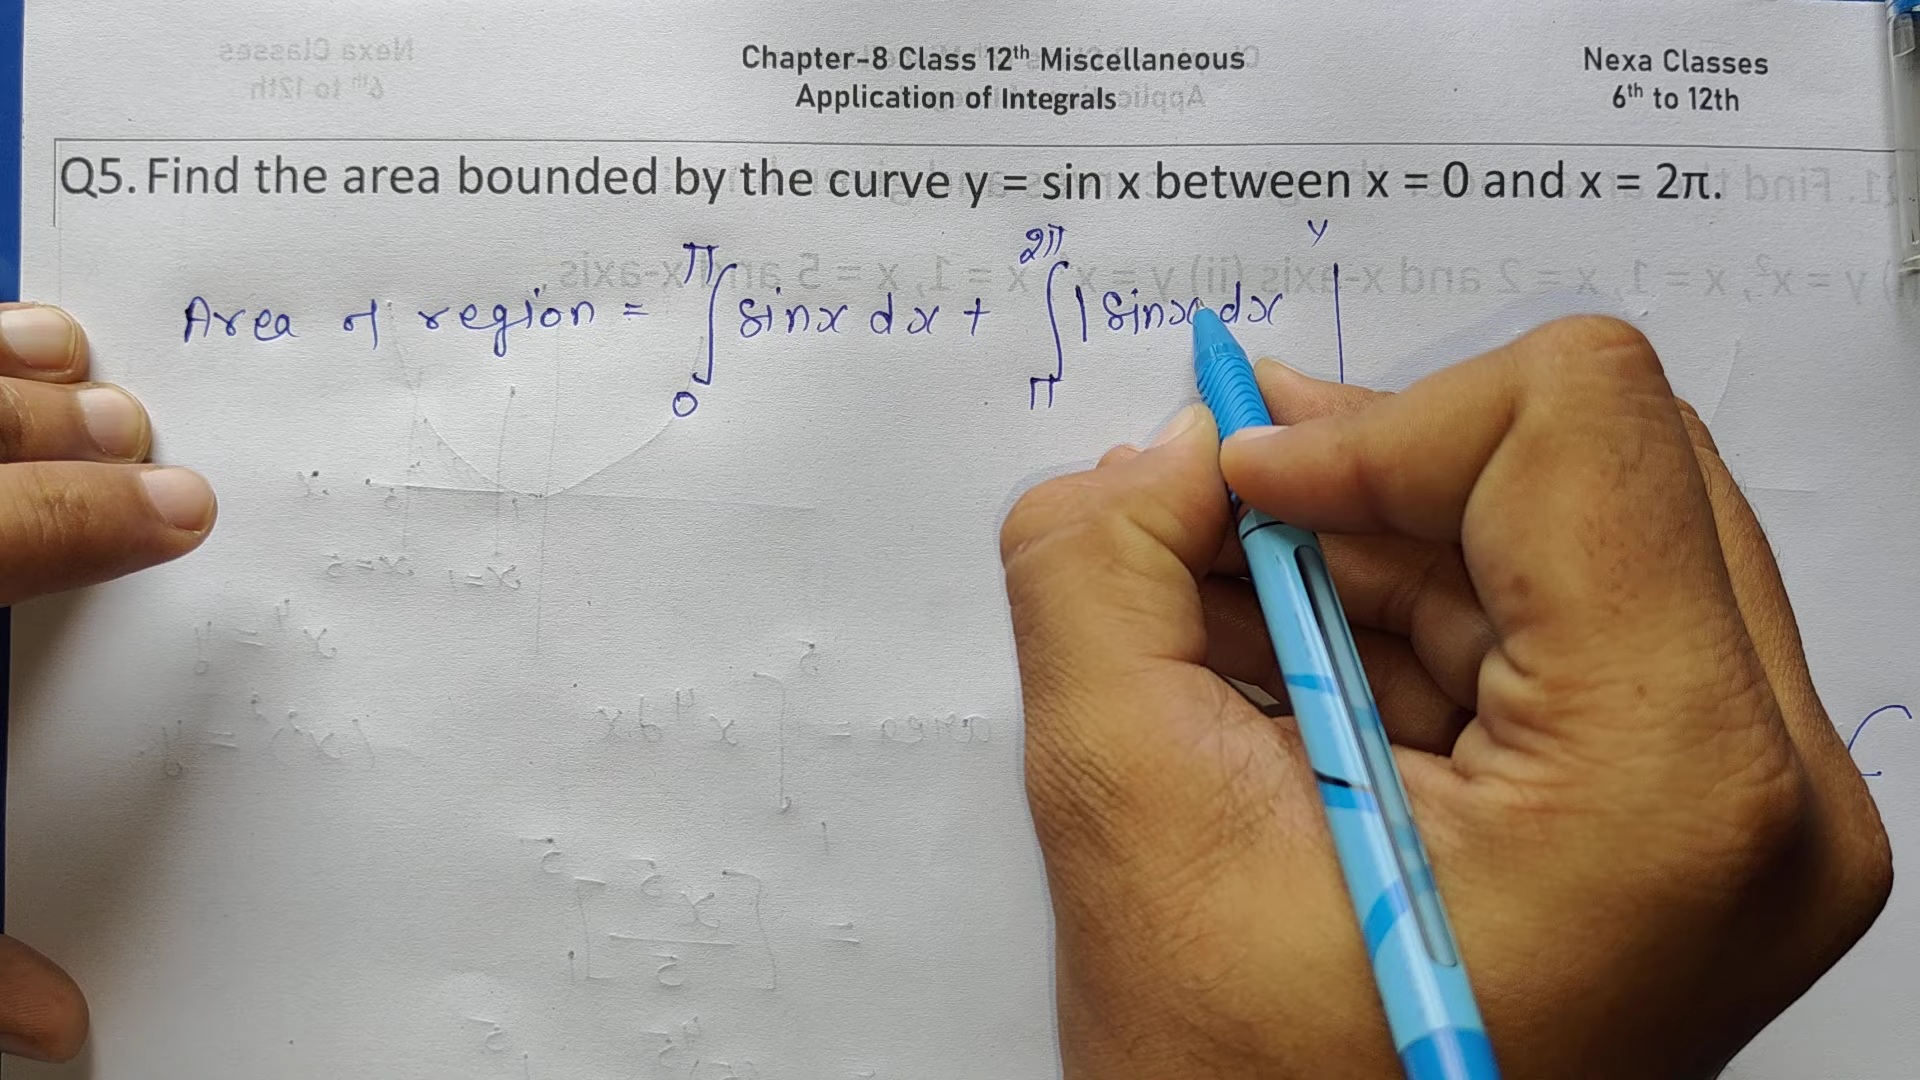 Chapter-8 Class 12th Miscellaneous
Application of Integrals
Nexa Classes
6th to 12th
Q5. Find the area bounded by the curve y = sin x between x = 0 and x = 2π.
Area of region = ∫₀^π sinx dx + ∫_π^2π |sinx dx
y